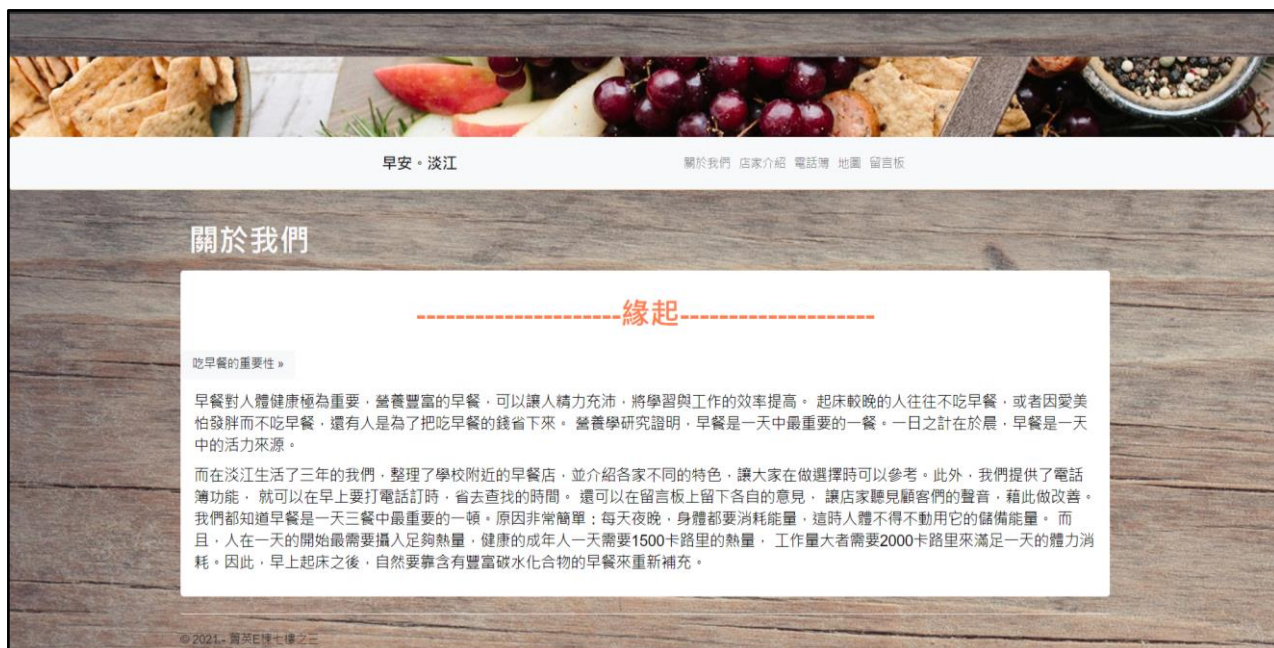 早安。淡江
關於我們 店家介紹 電話簿 地圖 留言板
關於我們
---------------------緣起--------------------
吃早餐的重要性 »
早餐對人體健康極為重要，營養豐富的早餐，可以讓人精力充沛，將學習與工作的效率提高。 起床較晚的人往往不吃早餐，或者因愛美
怕發胖而不吃早餐，還有人是為了把吃早餐的錢省下來。 營養學研究證明，早餐是一天中最重要的一餐。一日之計在於晨，早餐是一天
中的活力來源。
而在淡江生活了三年的我們，整理了學校附近的早餐店，並介紹各家不同的特色，讓大家在做選擇時可以參考。此外，我們提供了電話
簿功能， 就可以在早上要打電話訂時，省去查找的時間。 還可以在留言板上留下各自的意見， 讓店家聽見顧客們的聲音，藉此做改善。
我們都知道早餐是一天三餐中最重要的一頓。原因非常簡單：每天夜晚，身體都要消耗能量，這時人體不得不動用它的儲備能量。 而
且，人在一天的開始最需要攝入足夠熱量，健康的成年人一天需要1500卡路里的熱量， 工作量大者需要2000卡路里來滿足一天的體力消
耗。因此，早上起床之後，自然要靠含有豐富碳水化合物的早餐來重新補充。
© 2021 - 菁英E棟七樓之三